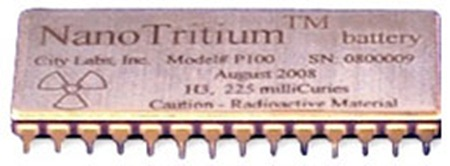 NanoTritium™ battery
City Labs, Inc. Model# P100 SN: 0800009
August 2008
H3, 225 milliCuries
Caution - Radioactive Material